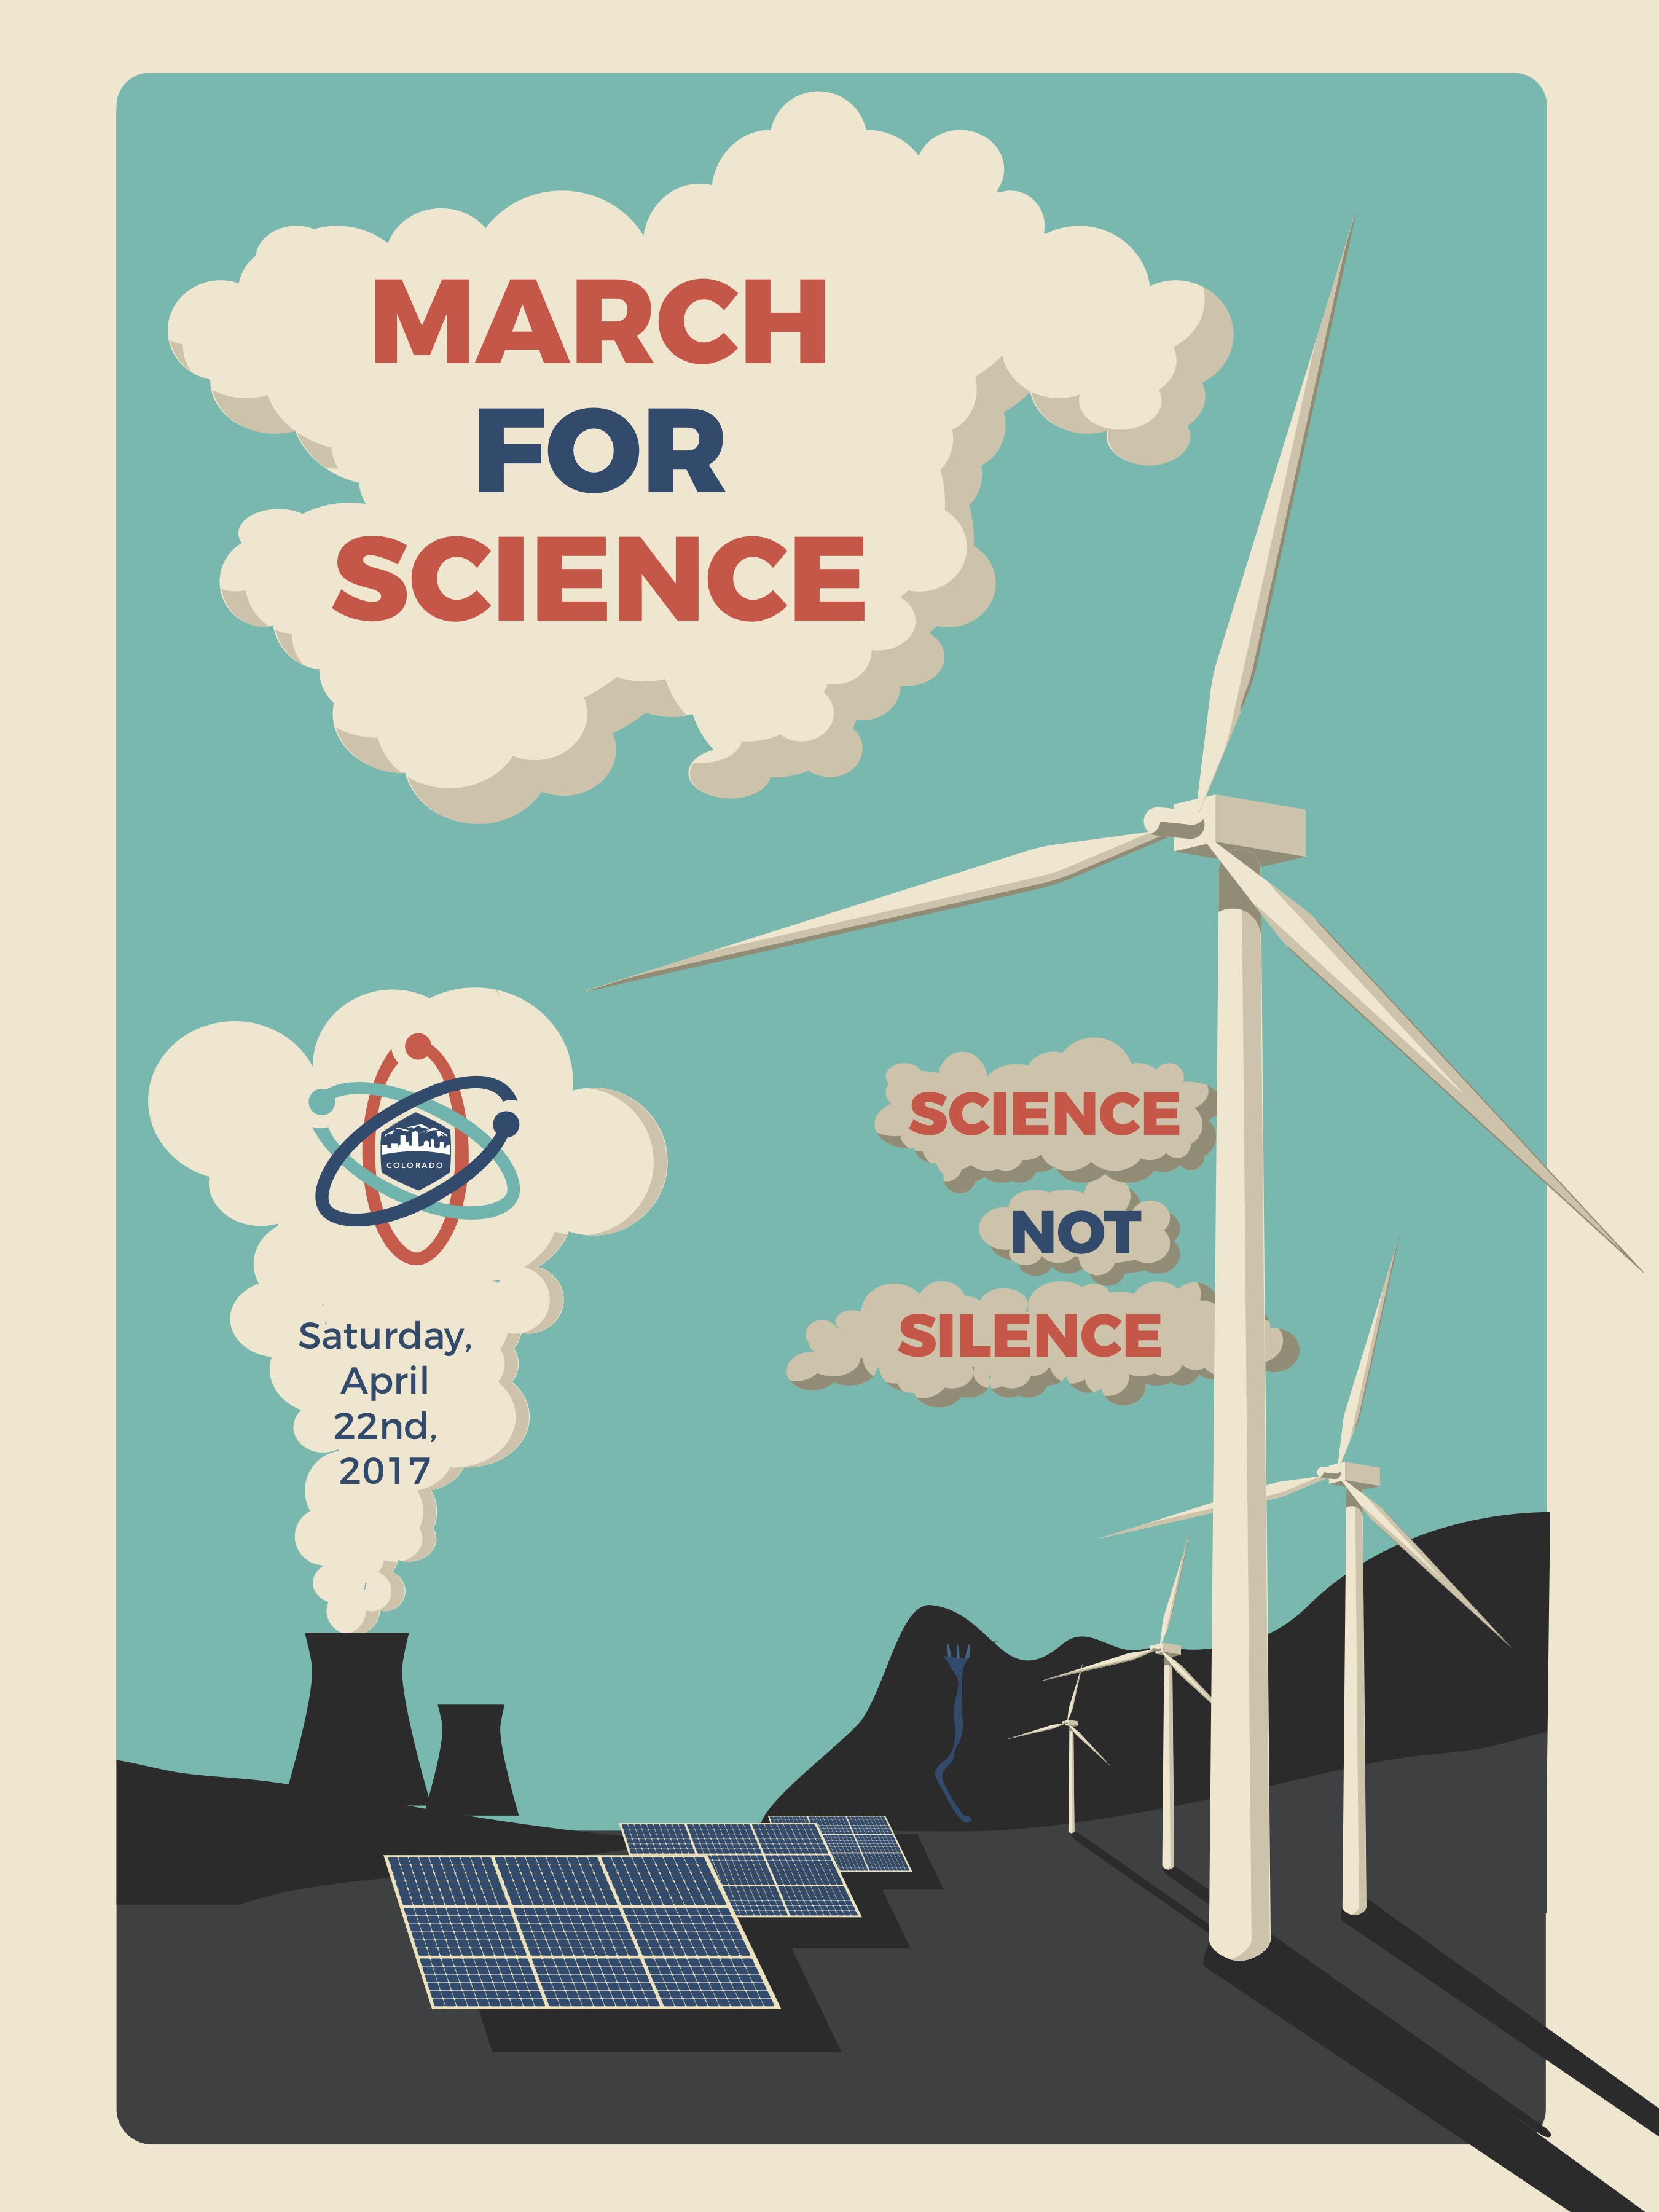 MARCH
FOR
SCIENCE
COLORADO
Saturday,
April
22nd,
2017
SCIENCE
NOT
SILENCE